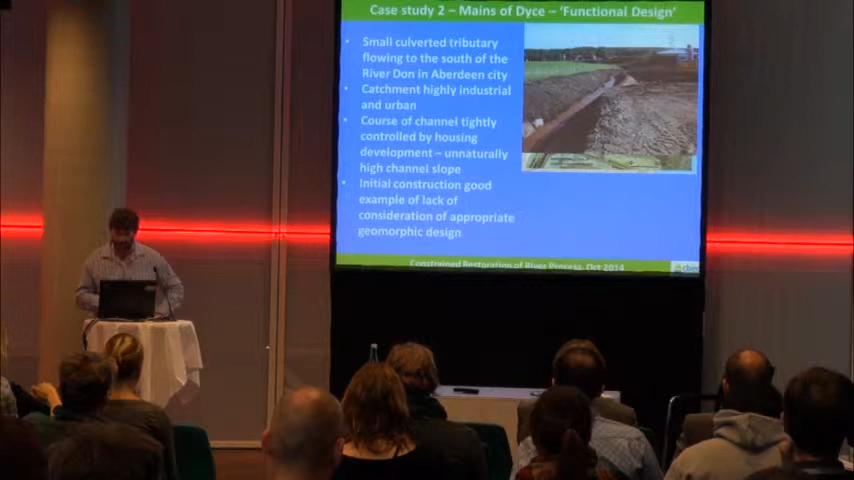 Case study 2 – Mains of Dyce – ‘Functional Design’
• Small culverted tributary
flowing to the south of the
River Don in Aberdeen city
• Catchment highly industrial
and urban
• Course of channel tightly
controlled by housing
development – unnaturally
high channel slope
• Initial construction good
example of lack of
consideration of appropriate
geomorphic design
Constrained Restoration of River Process, Oct 2014